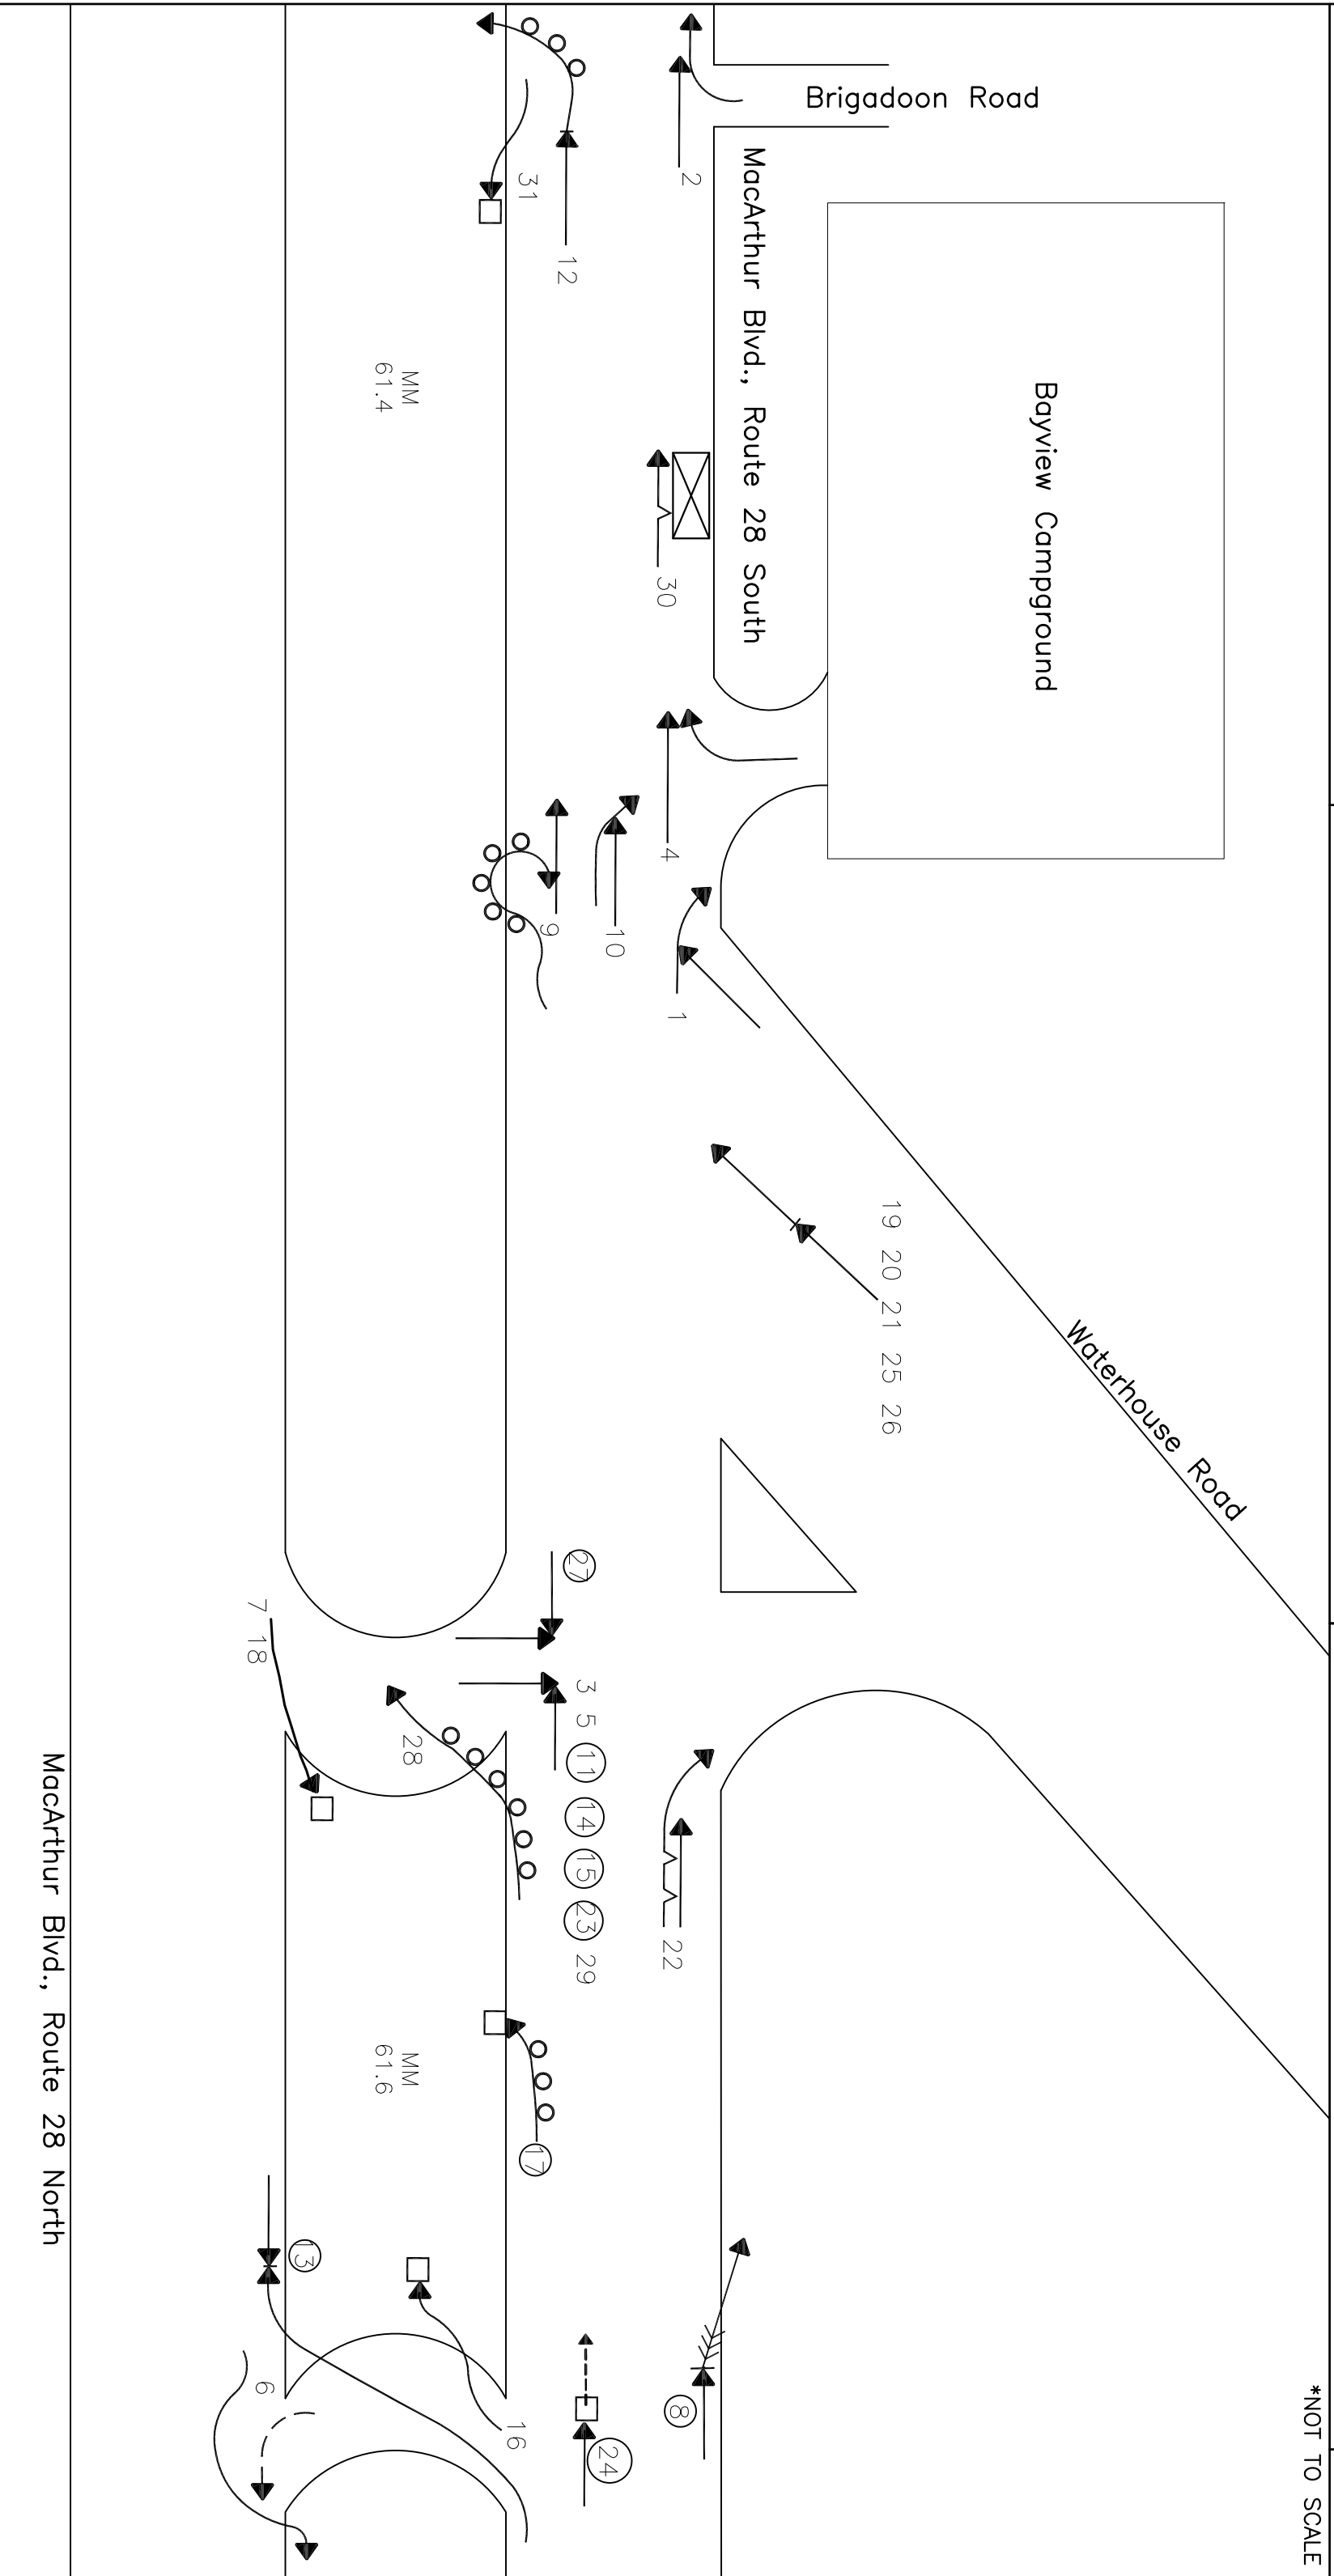 Brigadoon Road
MacArthur Blvd., Route 28 South
Bayview Campground
2
31
12
MM
61.4
30
4
9
10
1
19 20 21 25 26
Waterhouse Road
27
7 18
3 5 11 14 15 23 29
28
22
MM
61.6
17
13
6
16
24
8
MacArthur Blvd., Route 28 North
*NOT TO SCALE